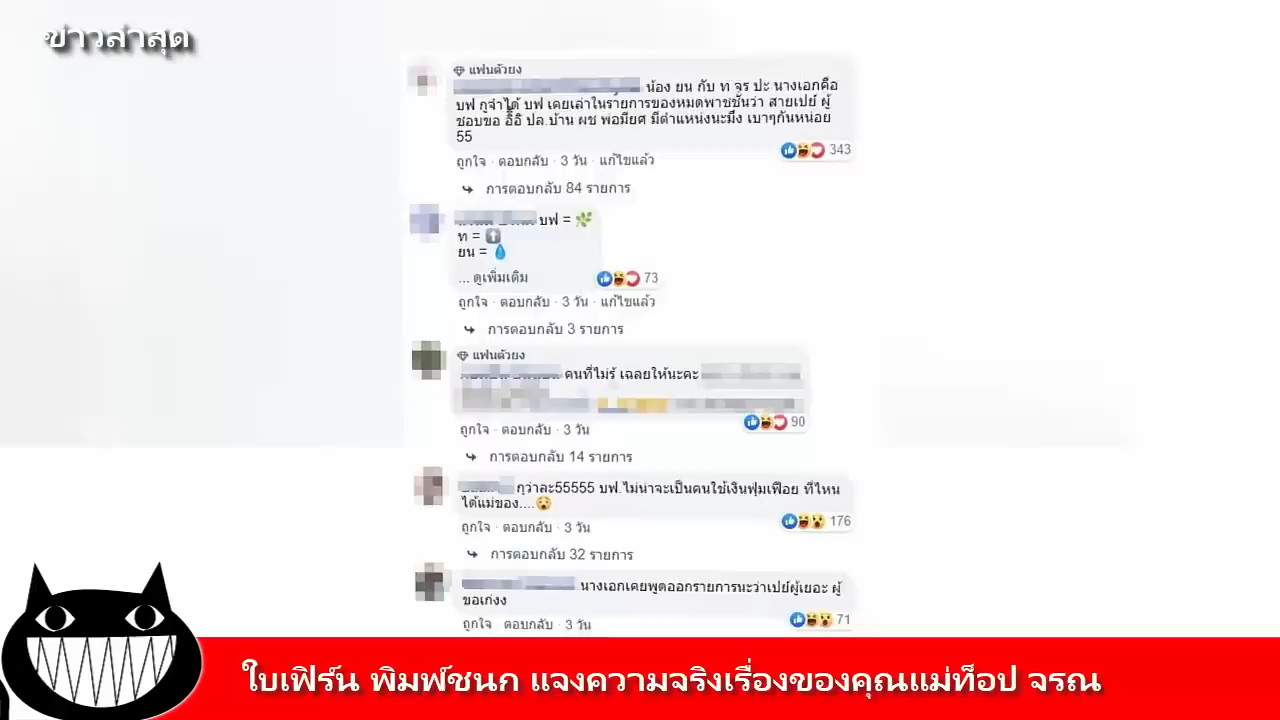 ข่าวล่าสุด
แฟนตัวยง
น้อง ยน กับ ท จร ปะ นางเอกคือ
บฟ กูจำได้ บฟ เคยเล่าในรายการของหมดพาชชั่นว่า สายเปย์ ผู้
ชอบขอ อิอิ ปล.บ้าน ผช พ่อมียศ มีตำแหน่งนะมึง เบาๆกันหน่อย
55
343
ถูกใจ · ตอบกลับ · 3 วัน · แก้ไขแล้ว
การตอบกลับ 84 รายการ
บฟ = 🌿
ท = ⬆️
ยน = 💧
... ดูเพิ่มเติม
73
ถูกใจ · ตอบกลับ · 3 วัน · แก้ไขแล้ว
การตอบกลับ 3 รายการ
แฟนตัวยง
คนที่ไม่รู้ เฉลยให้นะคะ
90
ถูกใจ · ตอบกลับ · 3 วัน
การตอบกลับ 14 รายการ
กุว่าละ55555 บฟ.ไม่น่าจะเป็นคนใช้เงินฟุ่มเฟือย ที่ไหน
ได้แม่ของ....😧
176
ถูกใจ · ตอบกลับ · 3 วัน
การตอบกลับ 32 รายการ
นางเอกเคยพูดออกรายการนะว่าเปย์ผู้เยอะ ผู้
ขอเก่งง
71
ถูกใจ · ตอบกลับ · 3 วัน
ใบเฟิร์น พิมพ์ชนก แจงความจริงเรื่องของคุณแม่ท็อป จรณ